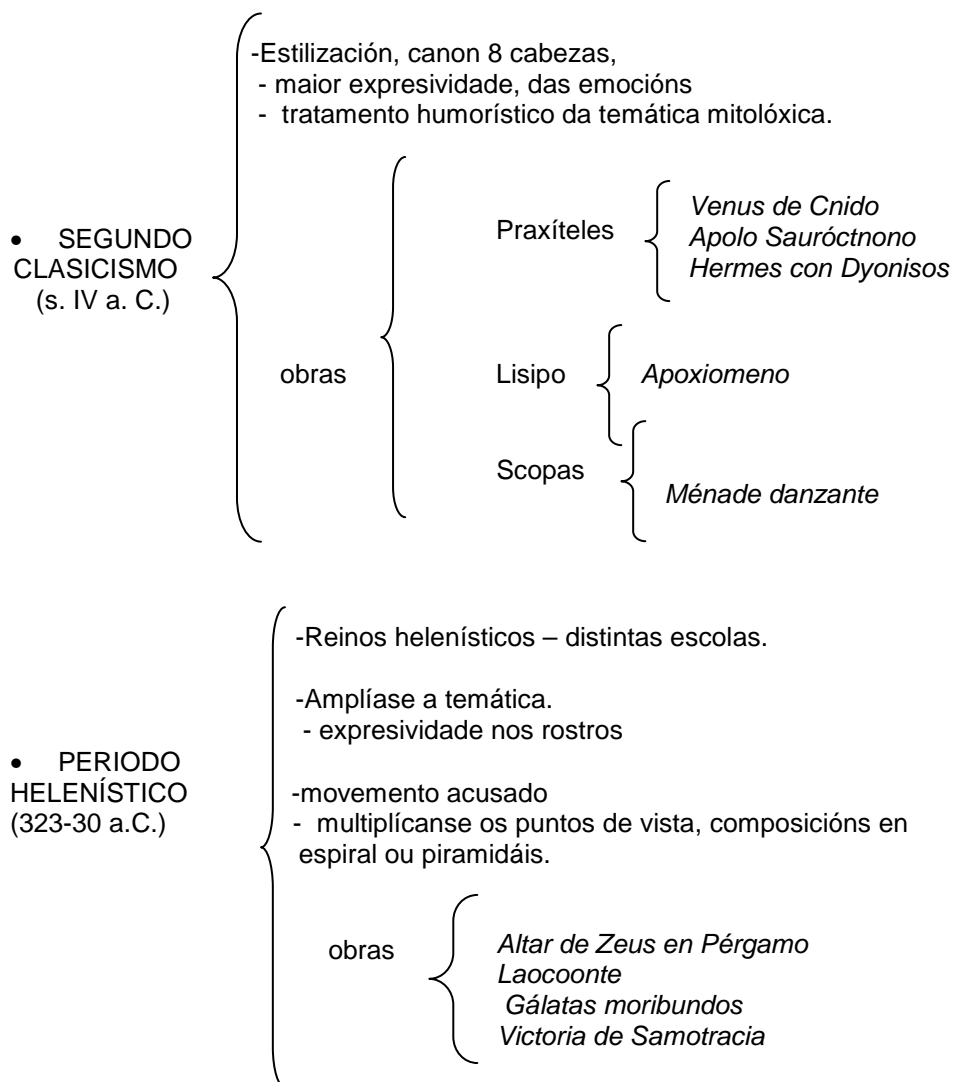 -Estilización, canon 8 cabezas,
- maior expresividade, das emocións
- tratamento humorístico da temática mitolóxica.
• SEGUNDO
CLASICISMO
(s. IV a. C.)
obras
Praxíteles
Venus de Cnido
Apolo Sauróctnono
Hermes con Dyonisos
Lisipo
Apoxiomeno
Scopas
Ménade danzante
• PERIODO
HELENÍSTICO
(323-30 a.C.)
-Reinos helenísticos – distintas escolas.
-Amplíase a temática.
- expresividade nos rostros
-movemento acusado
- multiplícanse os puntos de vista, composicións en
espiral ou piramidáis.
obras
Altar de Zeus en Pérgamo
Laocoonte
Gálatas moribundos
Victoria de Samotracia